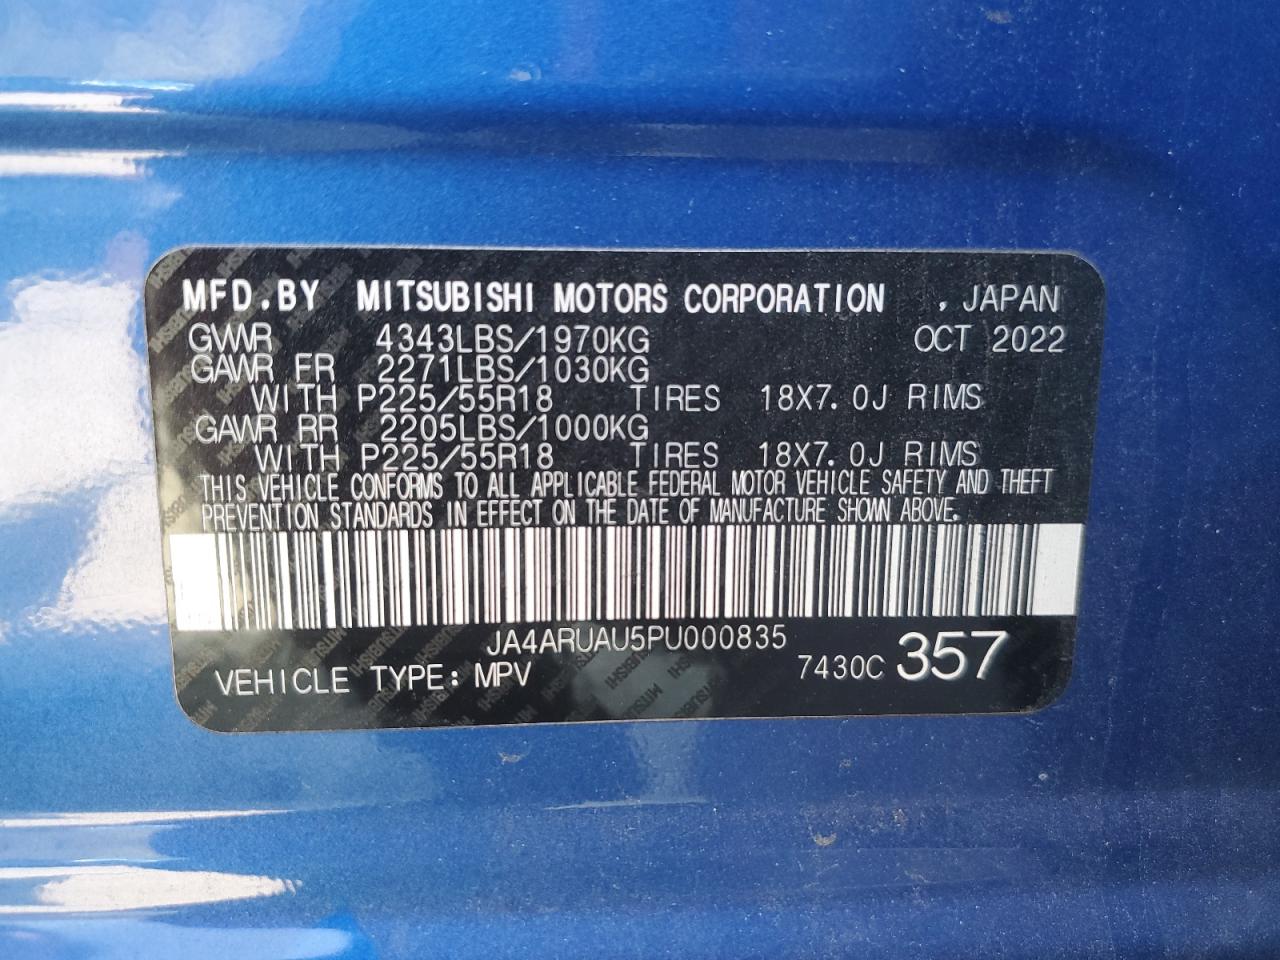 MFD.BY MITSUBISHI MOTORS CORPORATION , JAPAN
GVWR 4343LBS/1970KG OCT 2022
GAWR FR 2271LBS/1030KG
WITH P225/55R18 TIRES 18X7.0J RIMS
GAWR RR 2205LBS/1000KG
WITH P225/55R18 TIRES 18X7.0J RIMS
THIS VEHICLE CONFORMS TO ALL APPLICABLE FEDERAL MOTOR VEHICLE SAFETY AND THEFT
PREVENTION STANDARDS IN EFFECT ON THE DATE OF MANUFACTURE SHOWN ABOVE.
JA4ARUAU5PU000835
VEHICLE TYPE: MPV 7430C 357